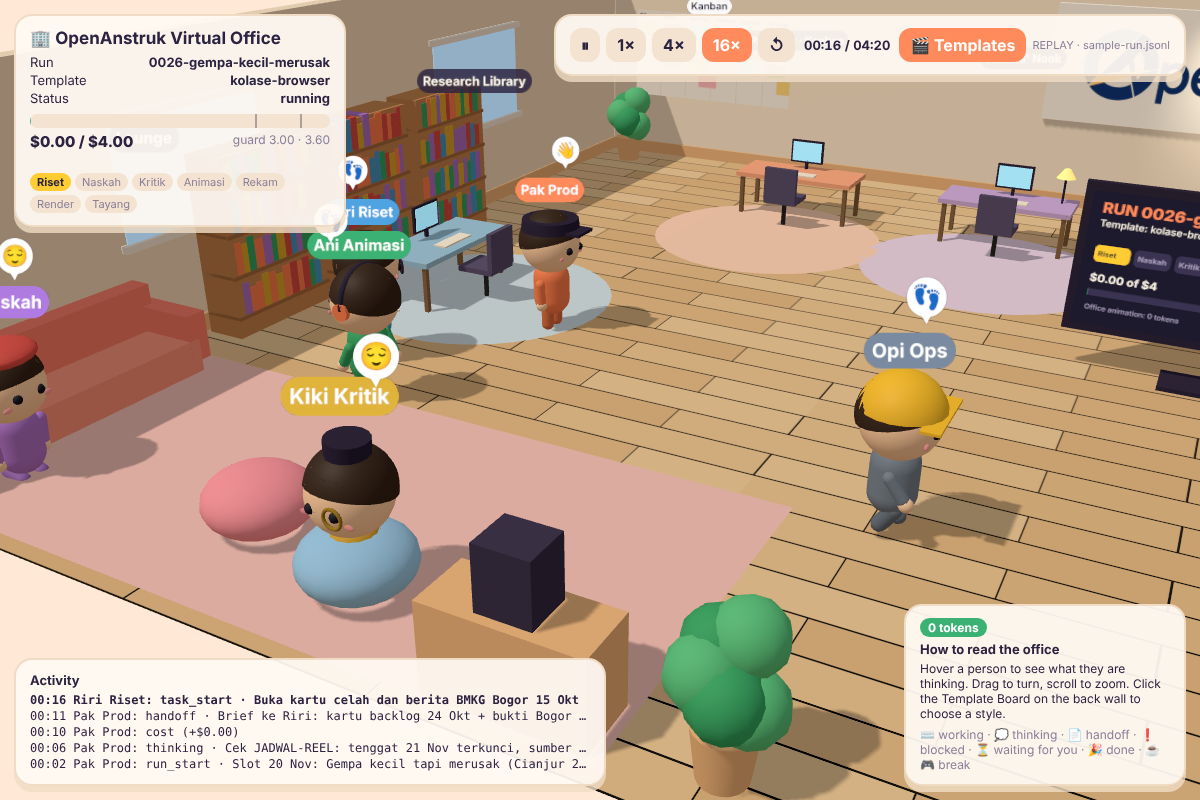 🏢 OpenAnstruk Virtual Office
Run 0026-gempa-kecil-merusak
Template kolase-browser
Status running
$0.00 / $4.00 guard 3.00 · 3.60
Riset Naskah Kritik Animasi Rekam
Render Tayang
⏸ 1× 4× 16× ↺ 00:16 / 04:20 🎬 Templates REPLAY · sample-run.jsonl
Kanban
Research Library
Pak Prod
Ani Animasi
Kiki Kritik
Opi Ops
RUN 0026-g
Riset Naskah
$0.00 of $4
Office animation: 0 tokens
Activity
00:16 Riri Riset: task_start · Buka kartu celah dan berita BMKG Bogor 15 Okt
00:11 Pak Prod: handoff · Brief ke Riri: kartu backlog 24 Okt + bukti Bogor …
00:10 Pak Prod: cost (+$0.00)
00:06 Pak Prod: thinking · Cek JADWAL-REEL: tenggat 21 Nov terkunci, sumber …
00:02 Pak Prod: run_start · Slot 20 Nov: Gempa kecil tapi merusak (Cianjur 2…
0 tokens
How to read the office
Hover a person to see what they are
thinking. Drag to turn, scroll to zoom. Click
the Template Board on the back wall to
choose a style.
⌨️ working · 💭 thinking · 📄 handoff · ❗
blocked · ⏳ waiting for you · 🎉 done · ☕
🎮 break